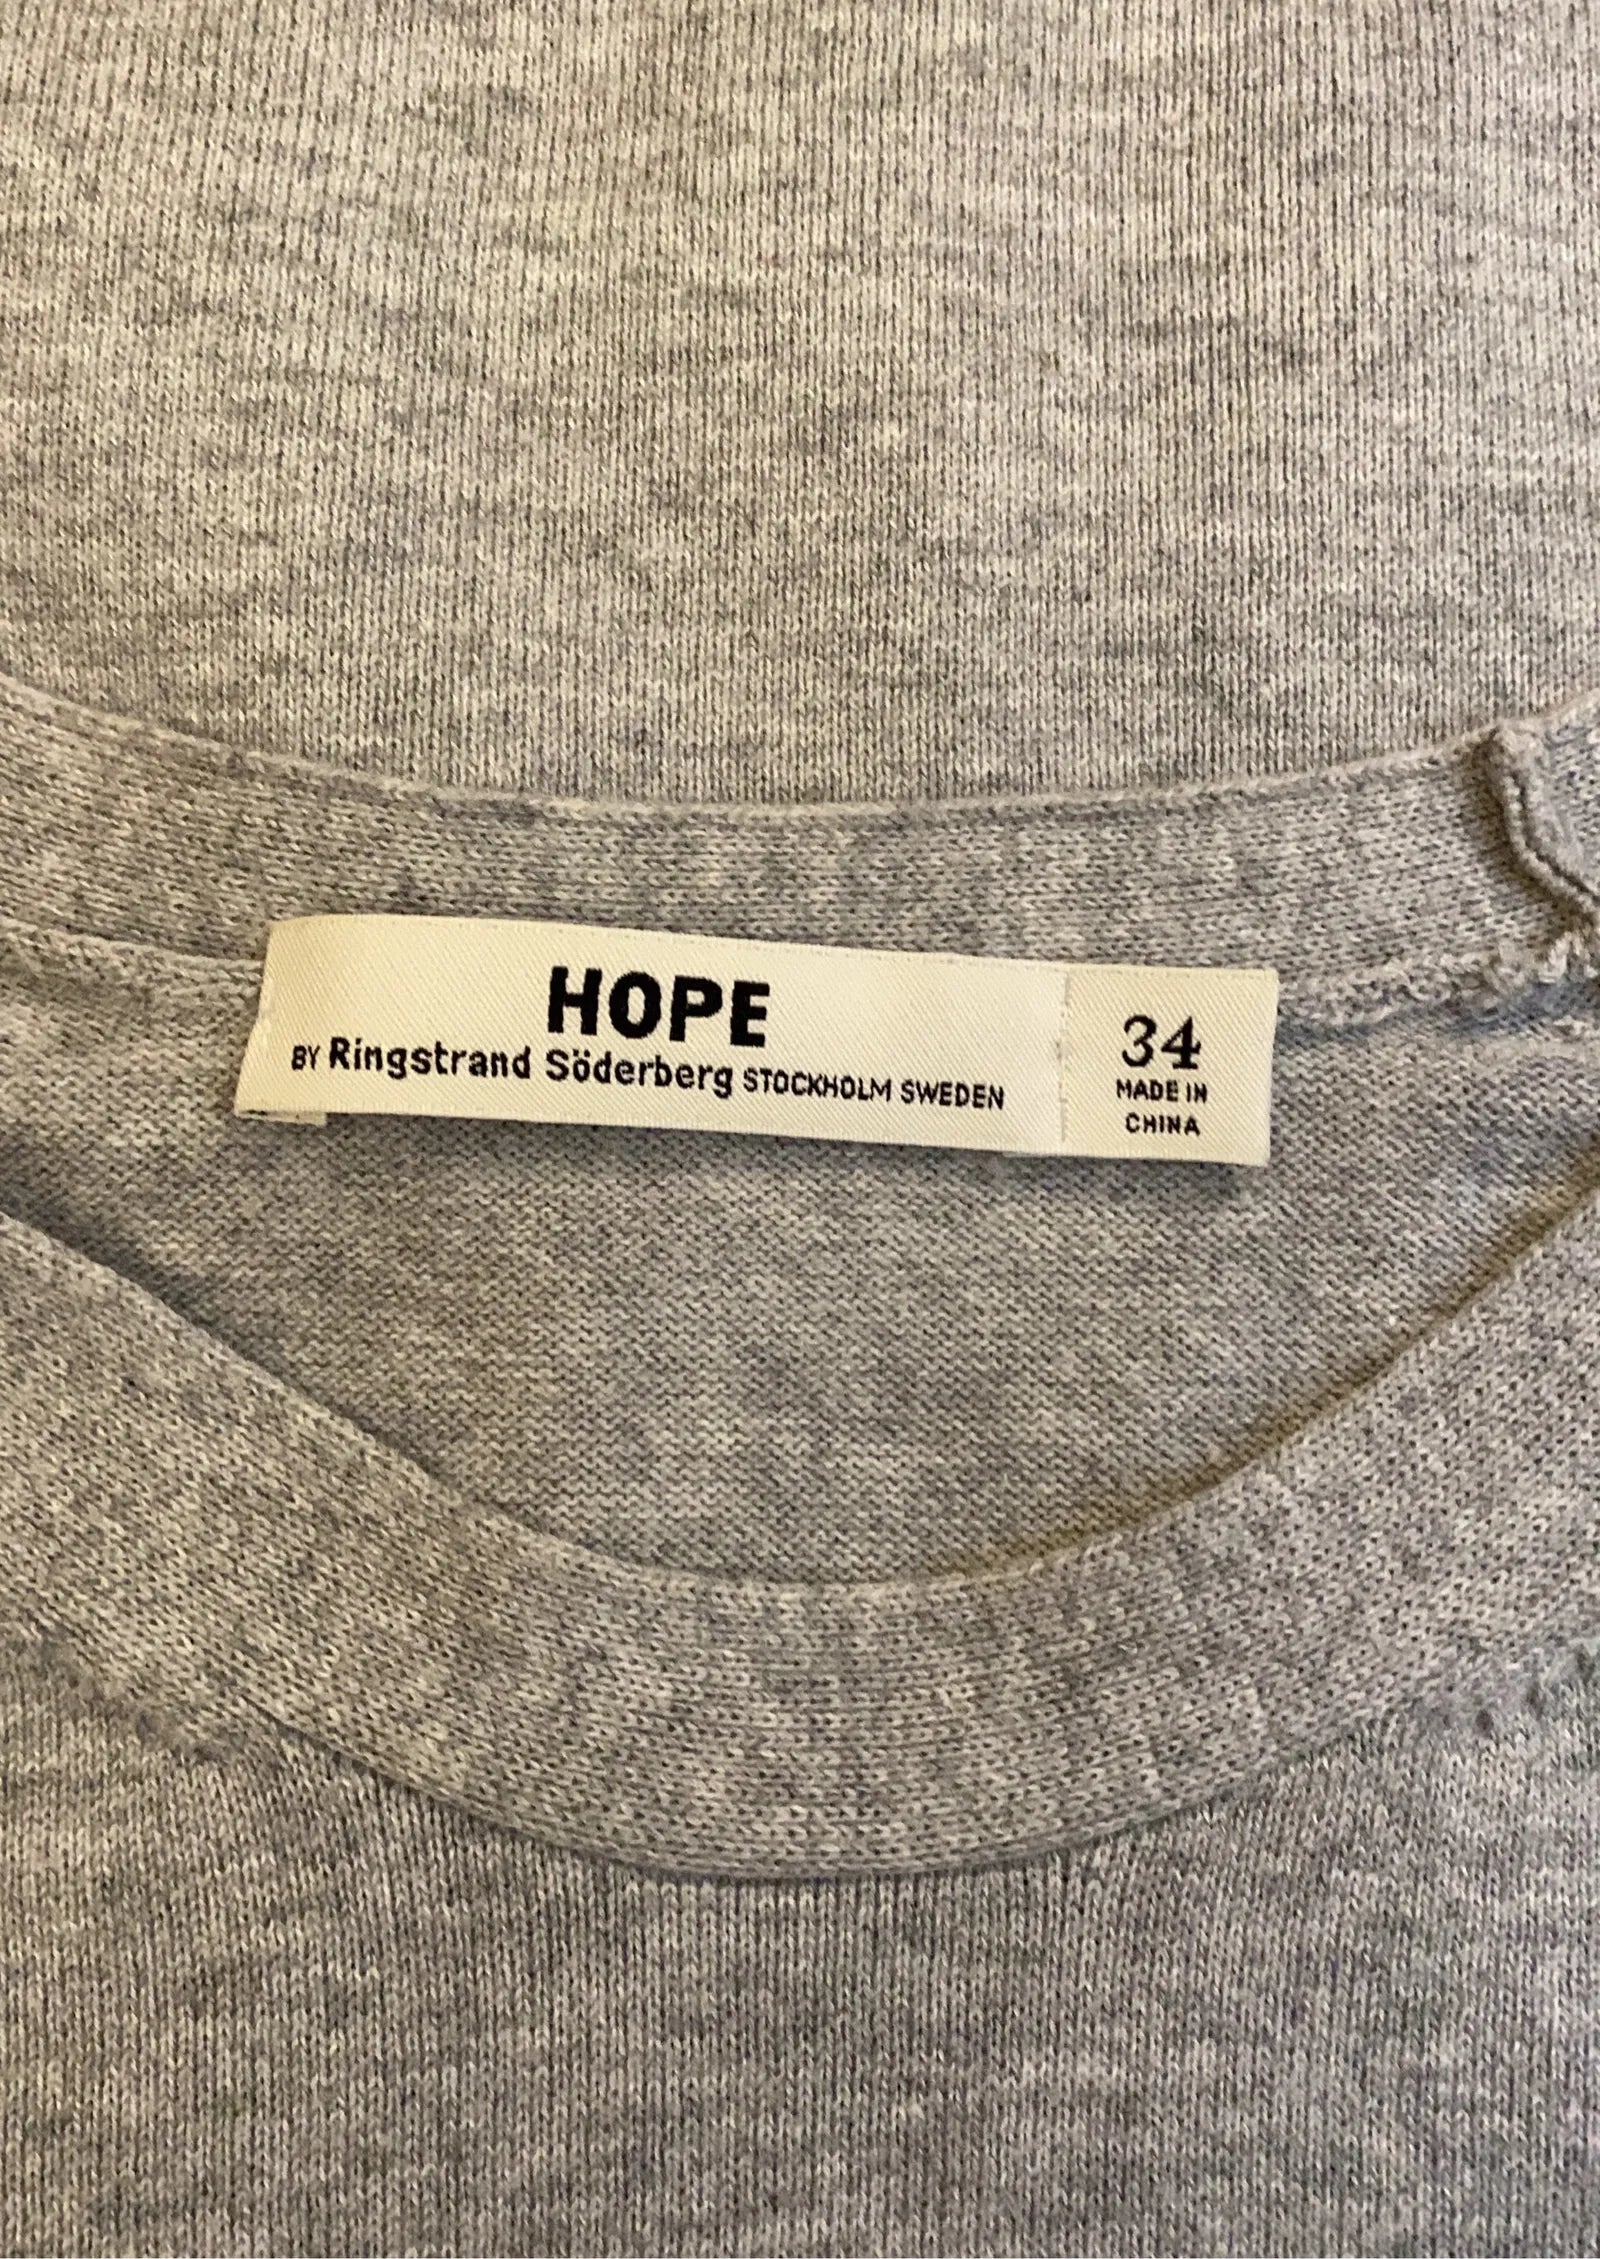 HOPE
BY Ringstrand Söderberg STOCKHOLM SWEDEN
34
MADE IN
CHINA